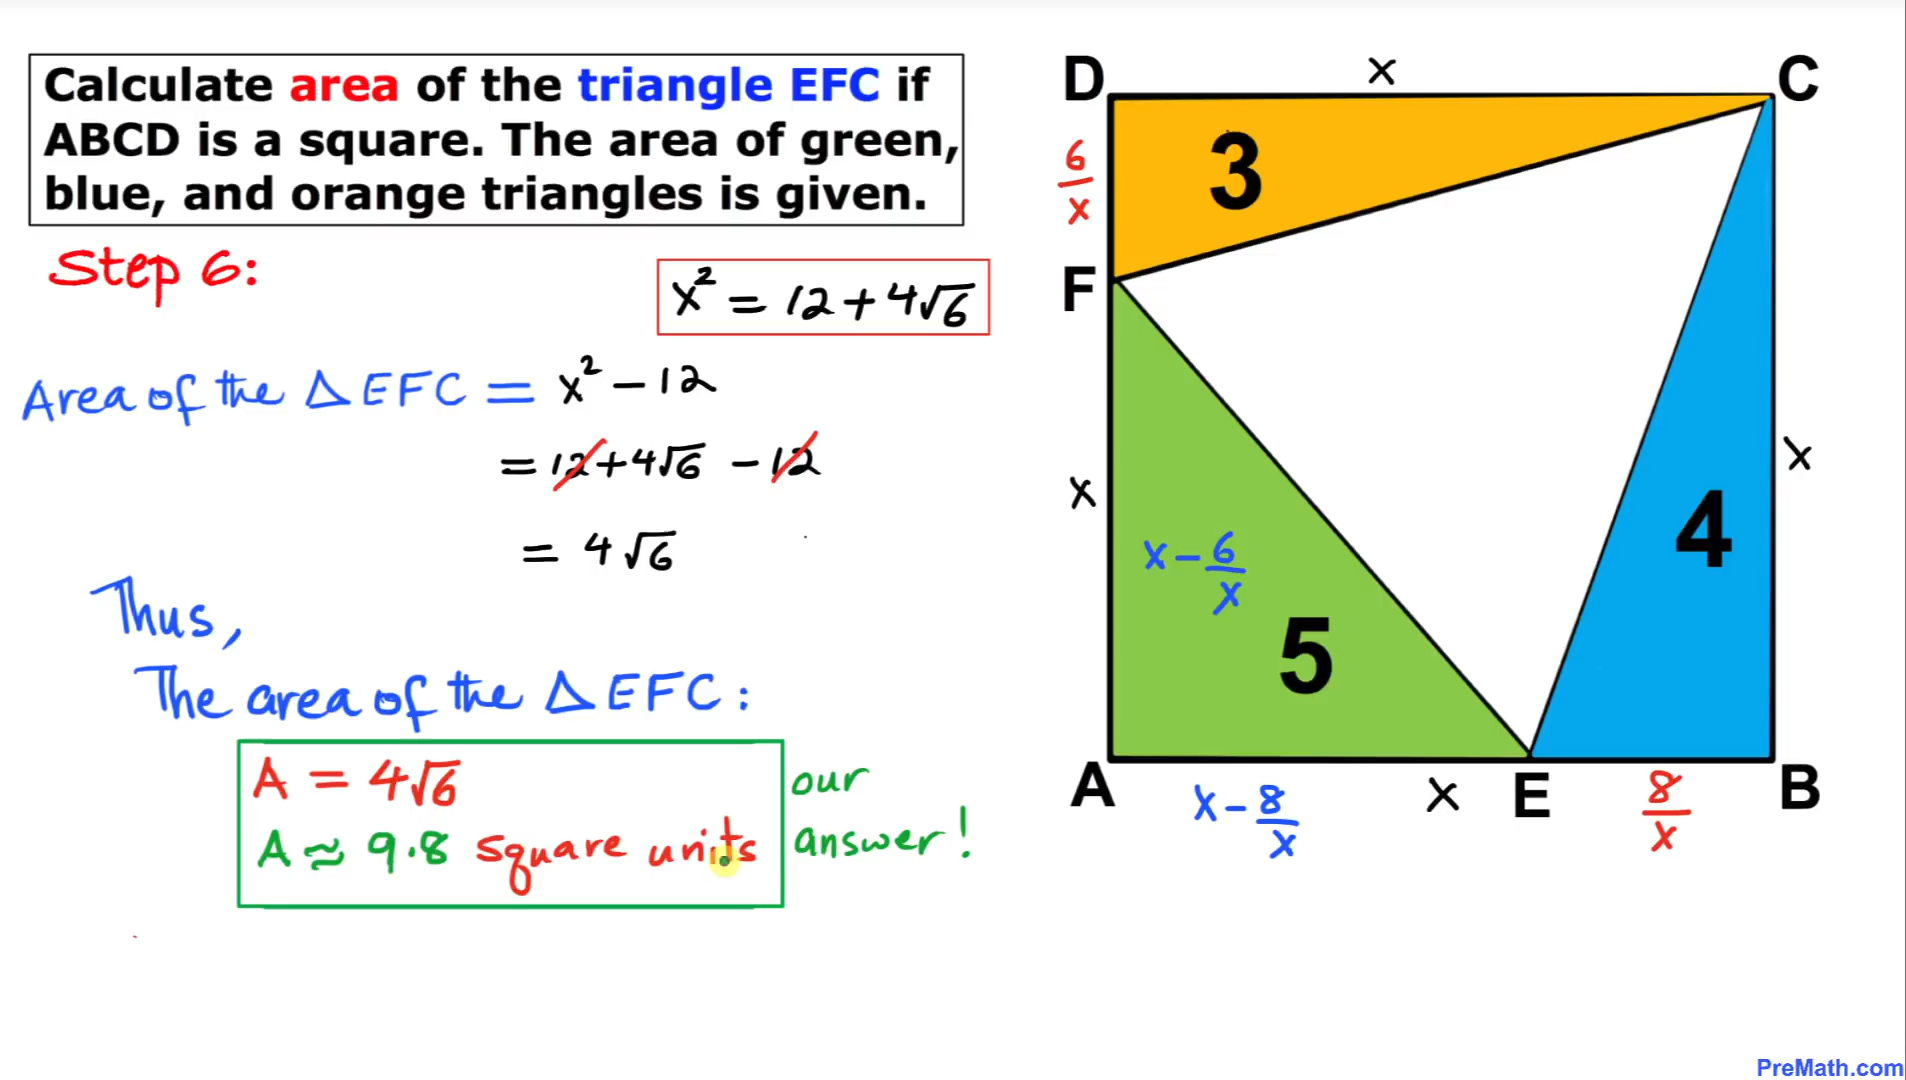 Calculate area of the triangle EFC if
ABCD is a square. The area of green,
blue, and orange triangles is given.
Step 6:
x² = 12 + 4√6
Area of the △ EFC = x² − 12
= 12 + 4√6 − 12
= 4√6
Thus,
The area of the △ EFC:
A = 4√6
A ≈ 9.8 square units
our
answer!
D
x
C
6/x
3
F
x
x − 6/x
5
4
x
A
x − 8/x
x
E
8/x
B
PreMath.com